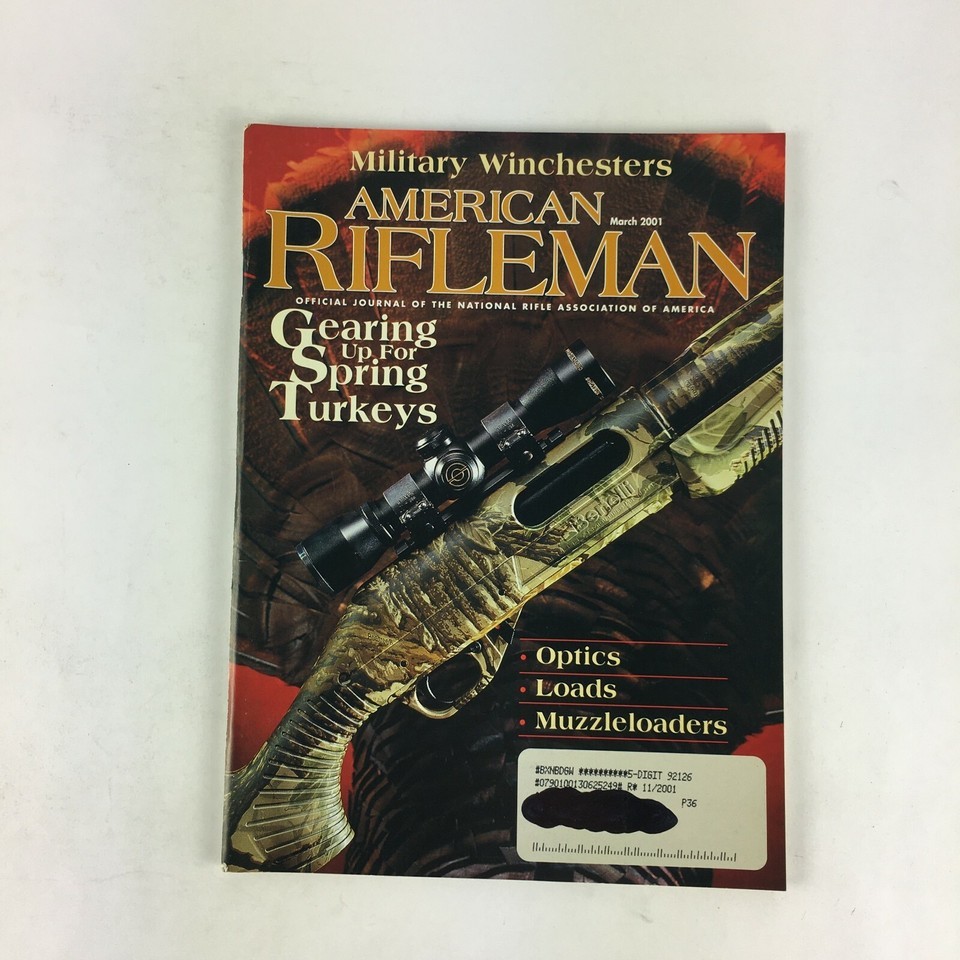 Military Winchesters
AMERICAN
March 2001
RIFLEMAN
OFFICIAL JOURNAL OF THE NATIONAL RIFLE ASSOCIATION OF AMERICA
Gearing
Up For
Spring
Turkeys
Benelli
• Optics
• Loads
• Muzzleloaders
#BXNBDGW **********5-DIGIT 92126
#0790100130625249# R* 11/2001
P36